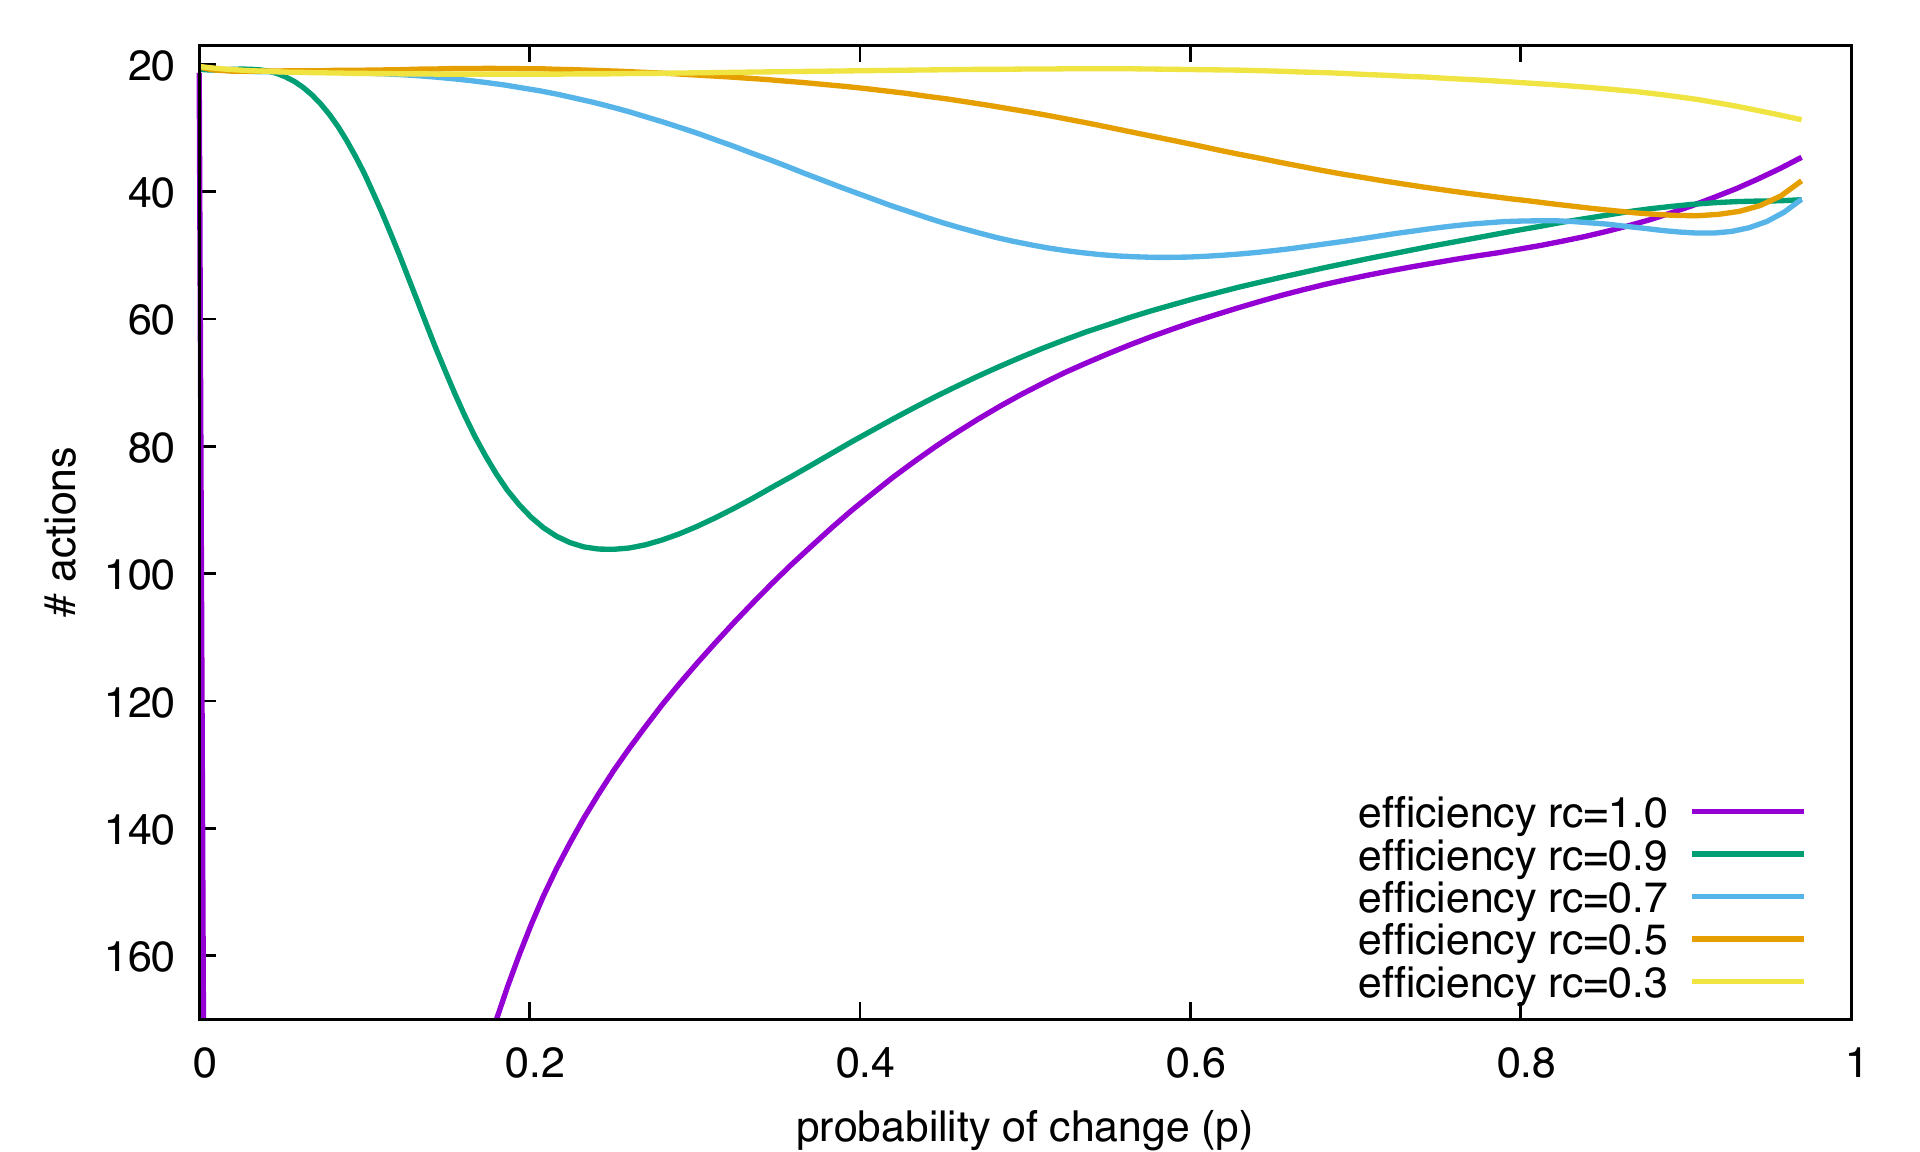 20
40
60
80
100
120
140
160
# actions
efficiency rc=1.0
efficiency rc=0.9
efficiency rc=0.7
efficiency rc=0.5
efficiency rc=0.3
0 0.2 0.4 0.6 0.8 1
probability of change (p)